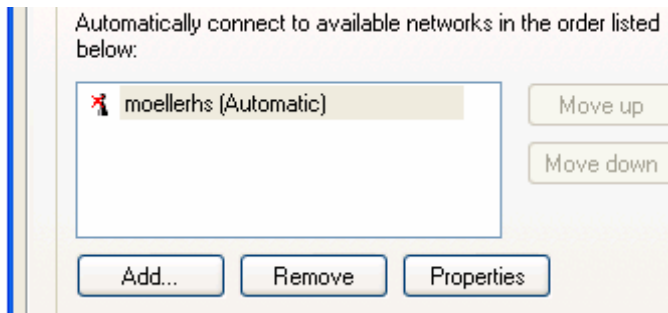 Automatically connect to available networks in the order listed
below:
moellerhs (Automatic)
Move up
Move down
Add...
Remove
Properties